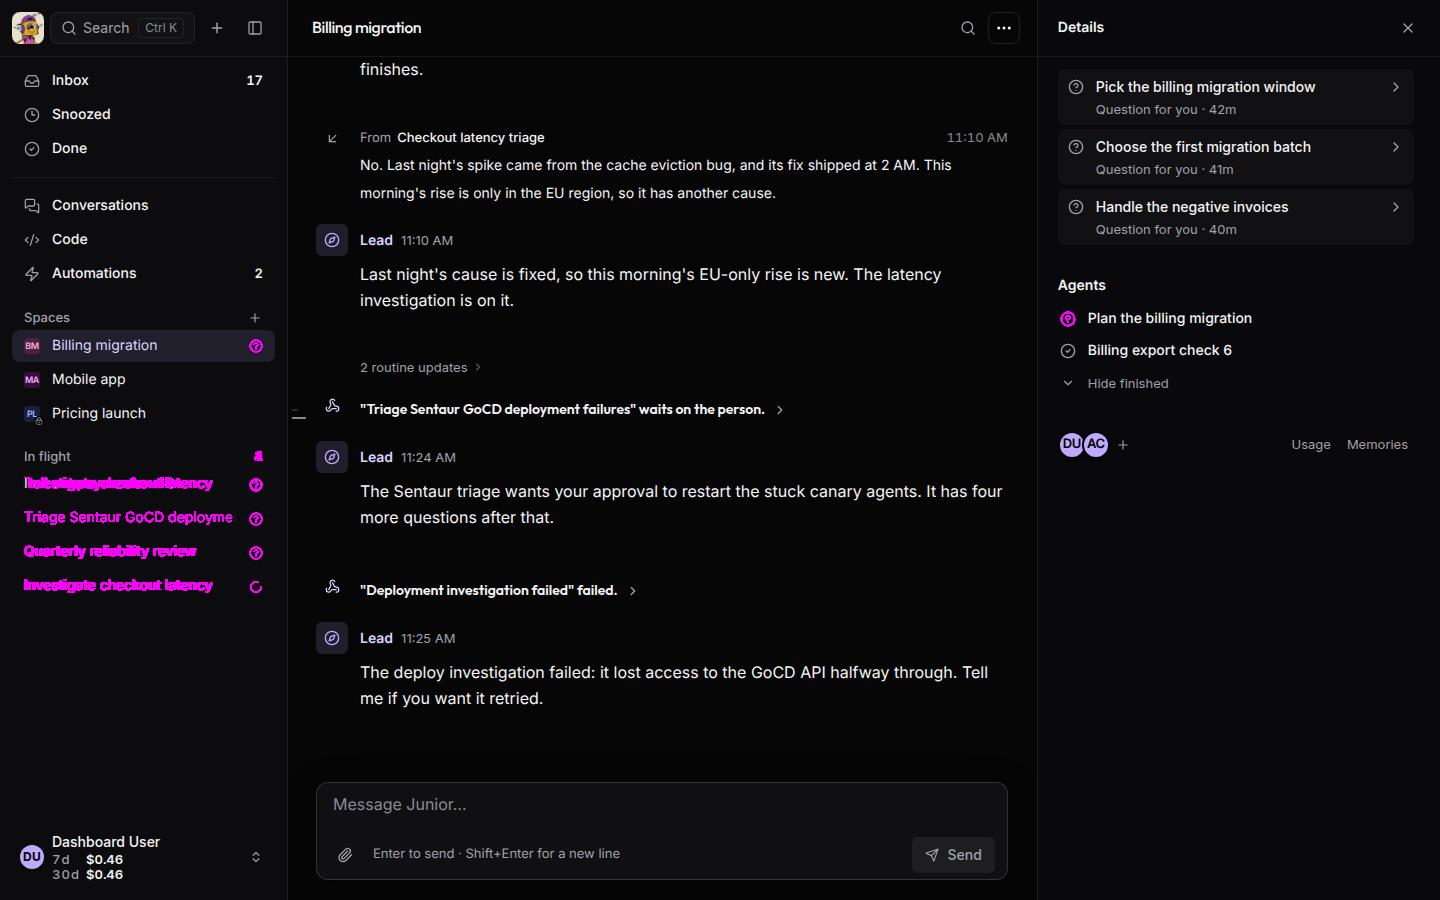 Search Ctrl K
Inbox 17
Snoozed
Done
Conversations
Code
Automations 2
Spaces
BM Billing migration
MA Mobile app
PL Pricing launch
In flight
Triage Sentaur GoCD deployme
Quarterly reliability review
Investigate checkout latency
DU Dashboard User
7d $0.46
30d $0.46
Billing migration
finishes.
From Checkout latency triage 11:10 AM
No. Last night's spike came from the cache eviction bug, and its fix shipped at 2 AM. This
morning's rise is only in the EU region, so it has another cause.
Lead 11:10 AM
Last night's cause is fixed, so this morning's EU-only rise is new. The latency
investigation is on it.
2 routine updates
"Triage Sentaur GoCD deployment failures" waits on the person.
Lead 11:24 AM
The Sentaur triage wants your approval to restart the stuck canary agents. It has four
more questions after that.
"Deployment investigation failed" failed.
Lead 11:25 AM
The deploy investigation failed: it lost access to the GoCD API halfway through. Tell
me if you want it retried.
Message Junior...
Enter to send · Shift+Enter for a new line
Send
Details
Pick the billing migration window
Question for you · 42m
Choose the first migration batch
Question for you · 41m
Handle the negative invoices
Question for you · 40m
Agents
Plan the billing migration
Billing export check 6
Hide finished
DU AC
Usage Memories